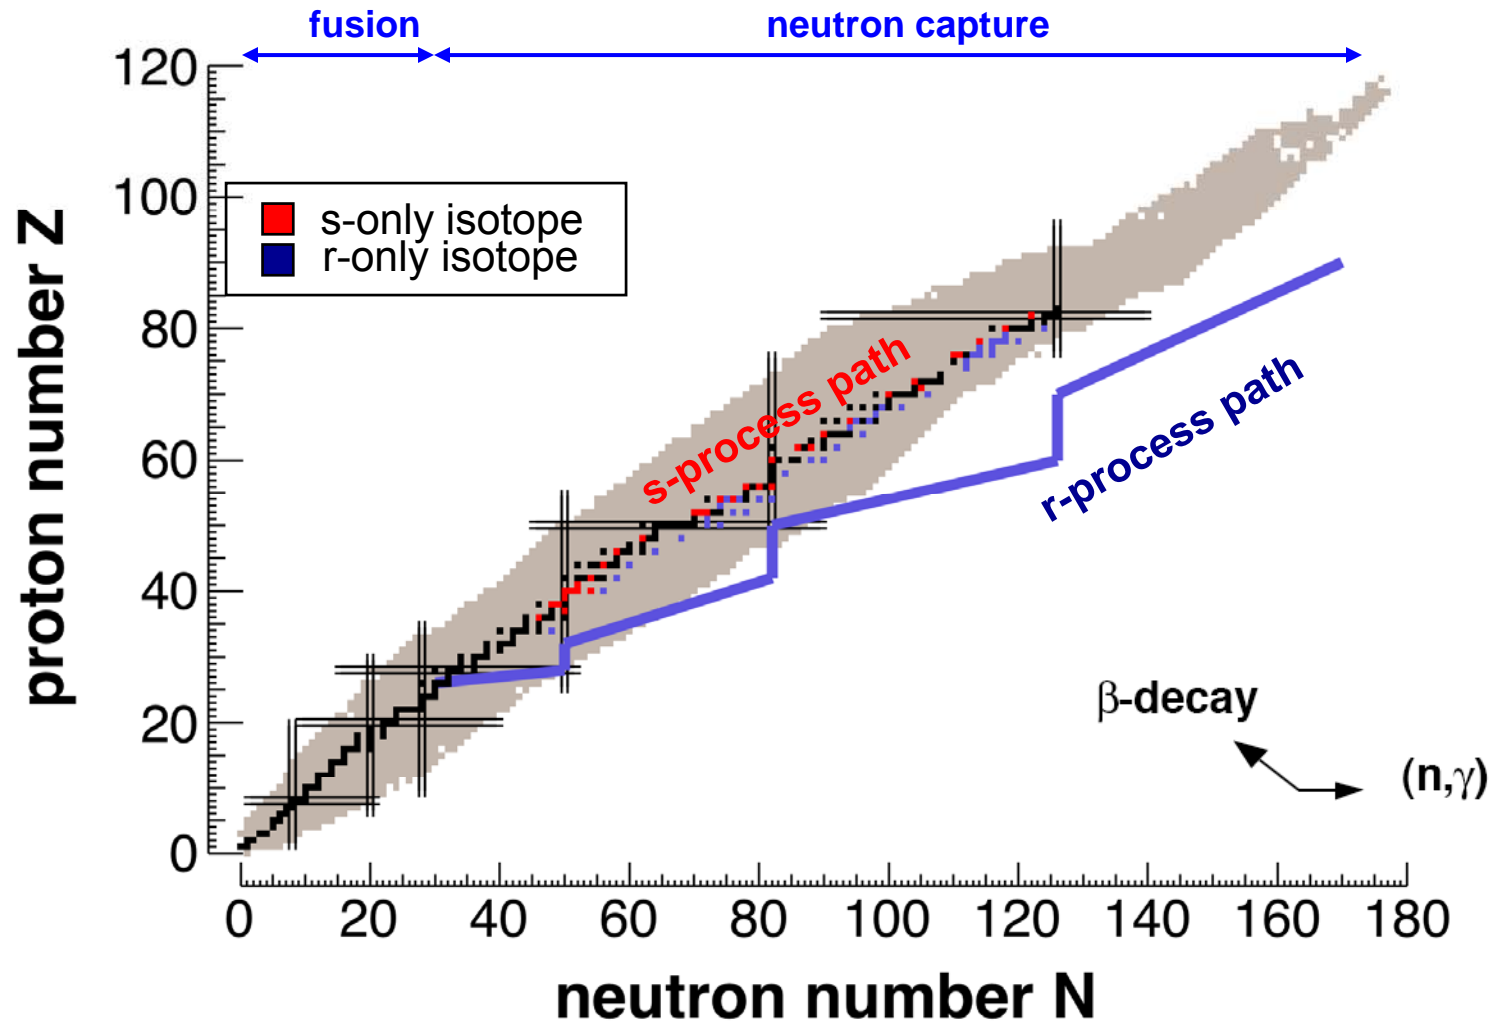 fusion
neutron capture
120
100
80
60
40
20
0
proton number Z
s-only isotope
r-only isotope
s-process path
r-process path
β-decay
(n,γ)
0 20 40 60 80 100 120 140 160 180
neutron number N